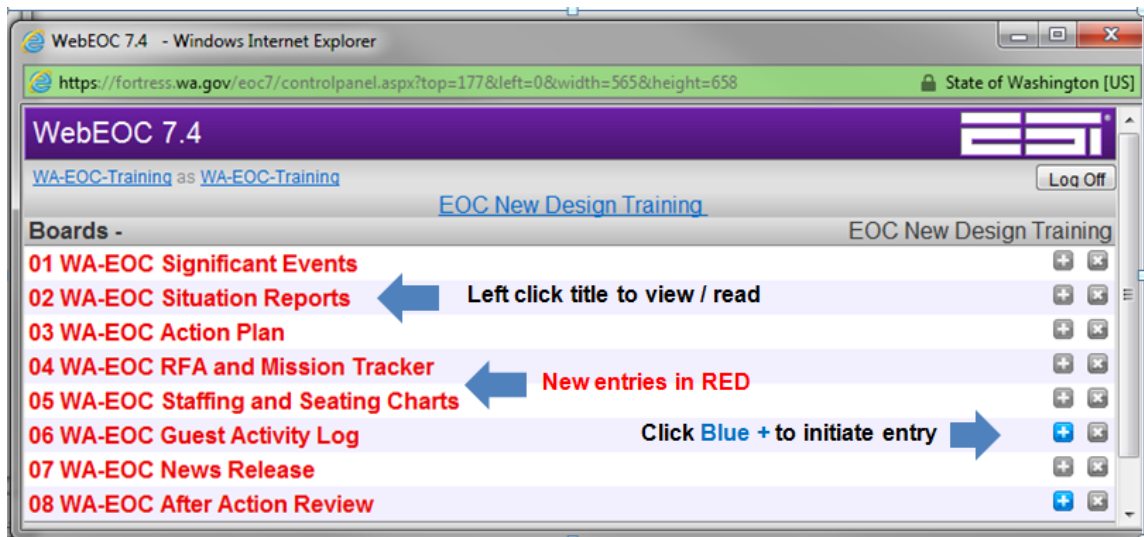 WebEOC 7.4 - Windows Internet Explorer
https://fortress.wa.gov/eoc7/controlpanel.aspx?top=177&left=0&width=565&height=658 State of Washington [US]
WebEOC 7.4 ESi
WA-EOC-Training as WA-EOC-Training Log Off
EOC New Design Training
Boards - EOC New Design Training
01 WA-EOC Significant Events
02 WA-EOC Situation Reports Left click title to view / read
03 WA-EOC Action Plan
04 WA-EOC RFA and Mission Tracker
New entries in RED
05 WA-EOC Staffing and Seating Charts
06 WA-EOC Guest Activity Log Click Blue + to initiate entry
07 WA-EOC News Release
08 WA-EOC After Action Review